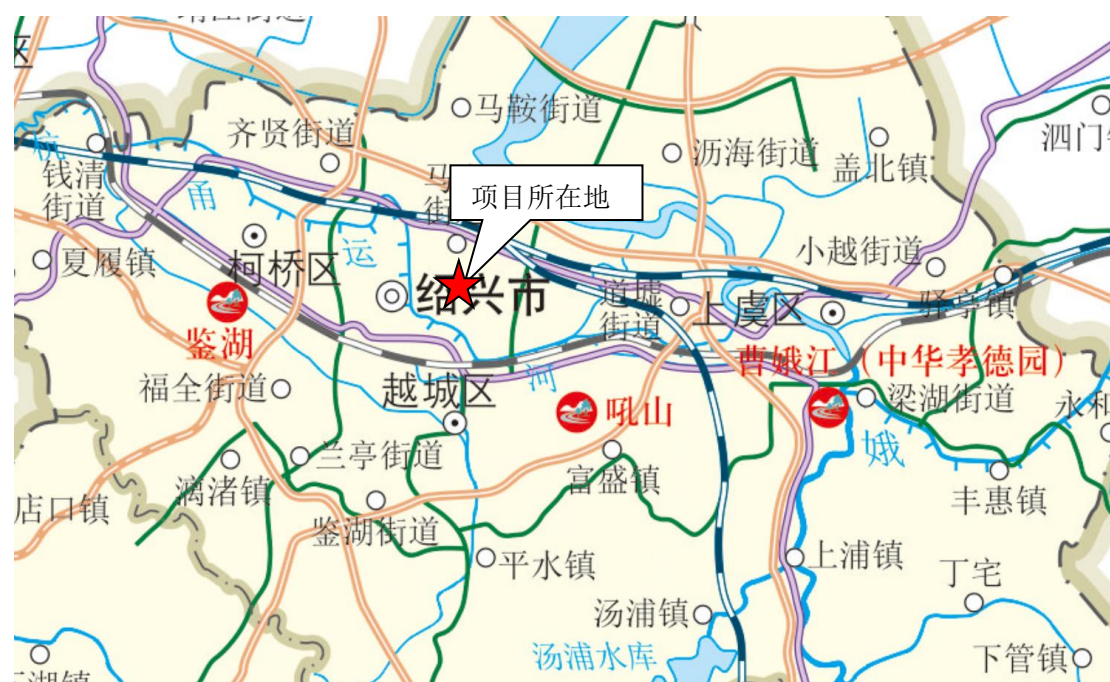 区
马鞍街道
齐贤街道
沥海街道
盖北镇
泗门
杭
钱清
街道
甬
马
街
项目所在地
运
夏履镇
柯桥区
小越街道
绍兴市
道墟
街道
上虞区
驿亭镇
鉴湖
曹娥江（中华孝德园）
福全街道
越城区
河
吼山
梁湖街道
永和
娥
兰亭街道
漓渚镇
富盛镇
丰惠镇
店口镇
鉴湖街道
平水镇
上浦镇
丁宅
汤浦镇
汤浦水库
下管镇